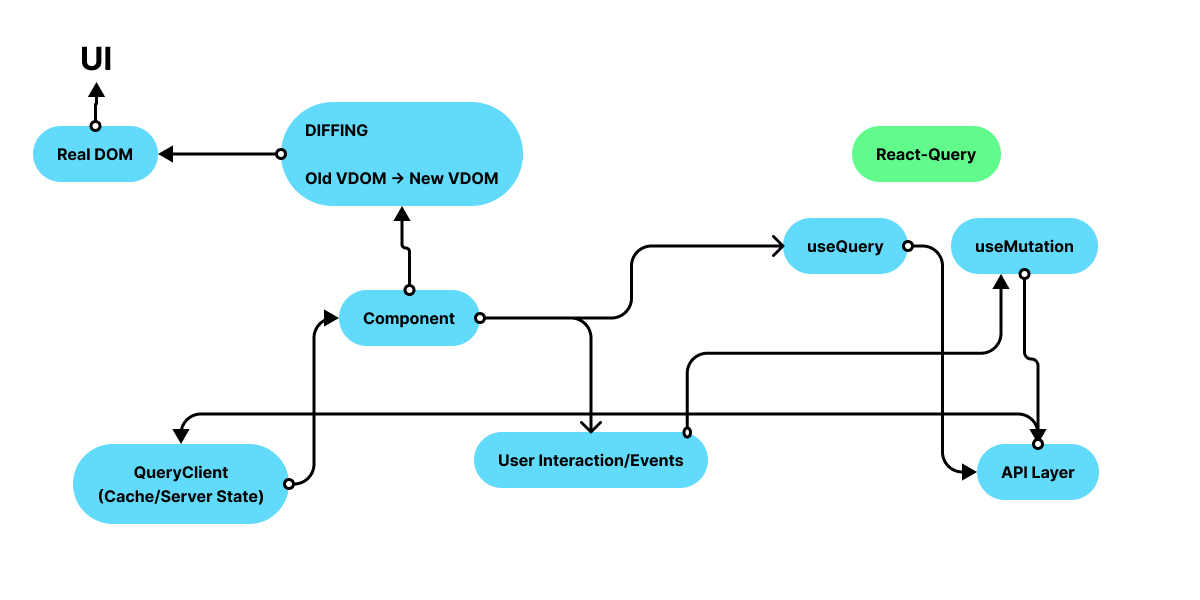 UI
Real DOM
DIFFING
Old VDOM → New VDOM
React-Query
useQuery
useMutation
Component
User Interaction/Events
QueryClient
(Cache/Server State)
API Layer